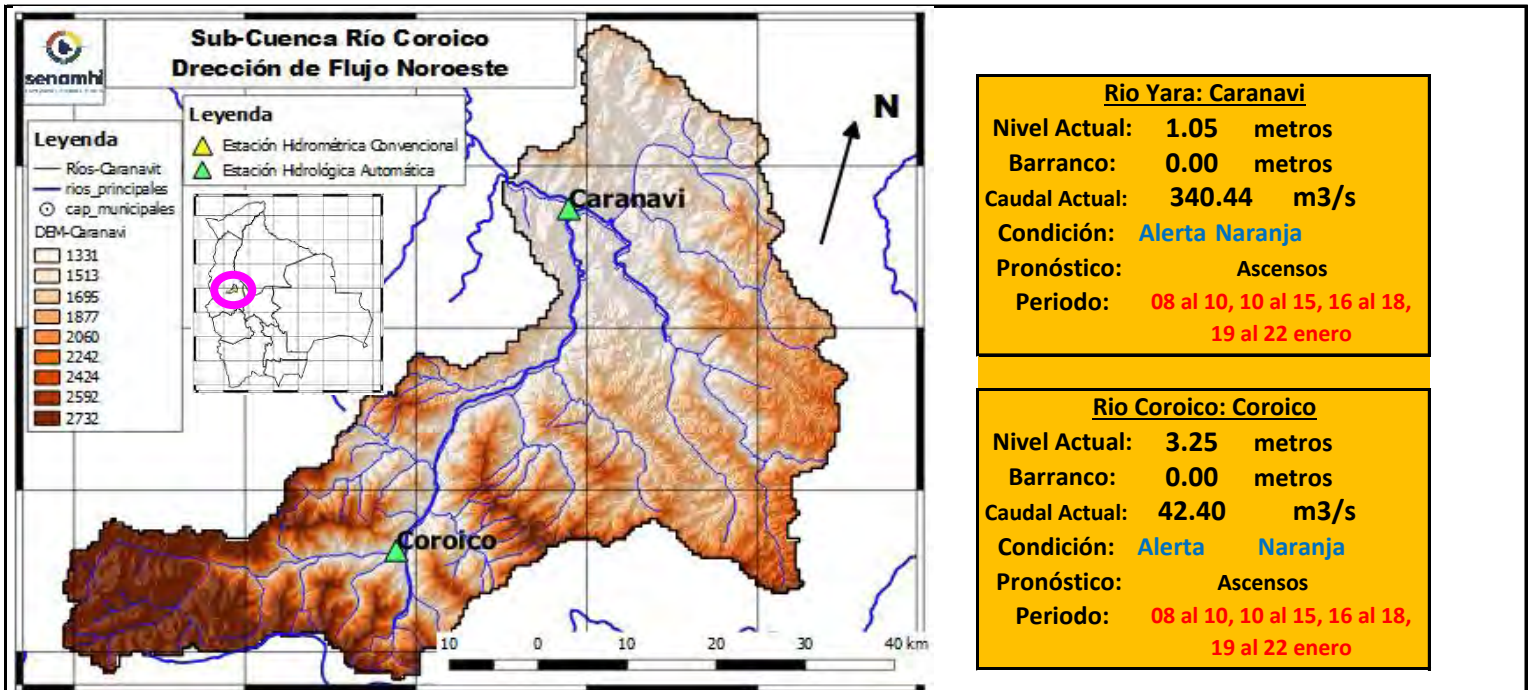 Sub-Cuenca Río Coroico
Drección de Flujo Noroeste
senamhi
Leyenda
Estación Hidrométrica Convencional
Estación Hidrológica Automática
Leyenda
Ríos-Caranavit
rios_principales
cap_municipales
DEM-Caranavi
1331
1513
1695
1877
2060
2242
2424
2592
2732
N
Caranavi
Coroico
10 0 10 20 30 40 km
Rio Yara: Caranavi
Nivel Actual: 1.05 metros
Barranco: 0.00 metros
Caudal Actual: 340.44 m3/s
Condición: Alerta Naranja
Pronóstico: Ascensos
Periodo: 08 al 10, 10 al 15, 16 al 18,
19 al 22 enero
Rio Coroico: Coroico
Nivel Actual: 3.25 metros
Barranco: 0.00 metros
Caudal Actual: 42.40 m3/s
Condición: Alerta Naranja
Pronóstico: Ascensos
Periodo: 08 al 10, 10 al 15, 16 al 18,
19 al 22 enero